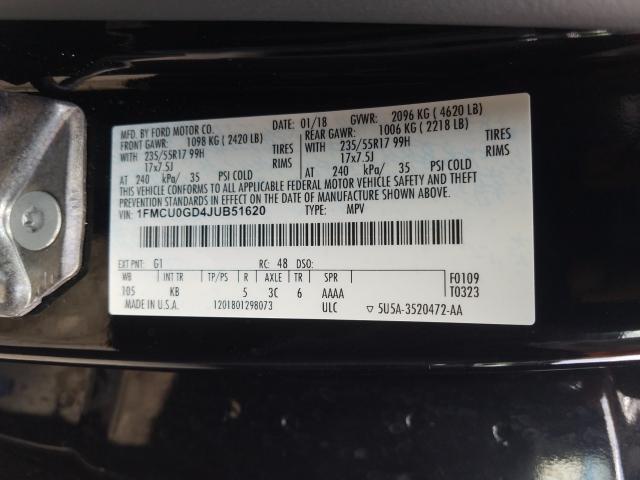 MFD. BY FORD MOTOR CO. DATE: 01/18 GVWR: 2096 KG ( 4620 LB)
FRONT GAWR: 1098 KG ( 2420 LB) REAR GAWR: 1006 KG ( 2218 LB)
WITH 235/55R17 99H TIRES WITH 235/55R17 99H TIRES
17x7.5J RIMS 17x7.5J RIMS
AT 240 kPa/ 35 PSI COLD AT 240 kPa/ 35 PSI COLD
THIS VEHICLE CONFORMS TO ALL APPLICABLE FEDERAL MOTOR VEHICLE SAFETY AND THEFT
PREVENTION STANDARDS IN EFFECT ON THE DATE OF MANUFACTURE SHOWN ABOVE.
VIN: 1FMCU0GD4JUB51620 TYPE: MPV
EXT PNT: G1 RC: 48 DSO:
WB INT TR TP/PS R AXLE TR SPR F0109
105 KB 5 3C 6 AAAA T0323
MADE IN U.S.A. 1201801298073 ULC ▽ 5U5A-3520472-AA